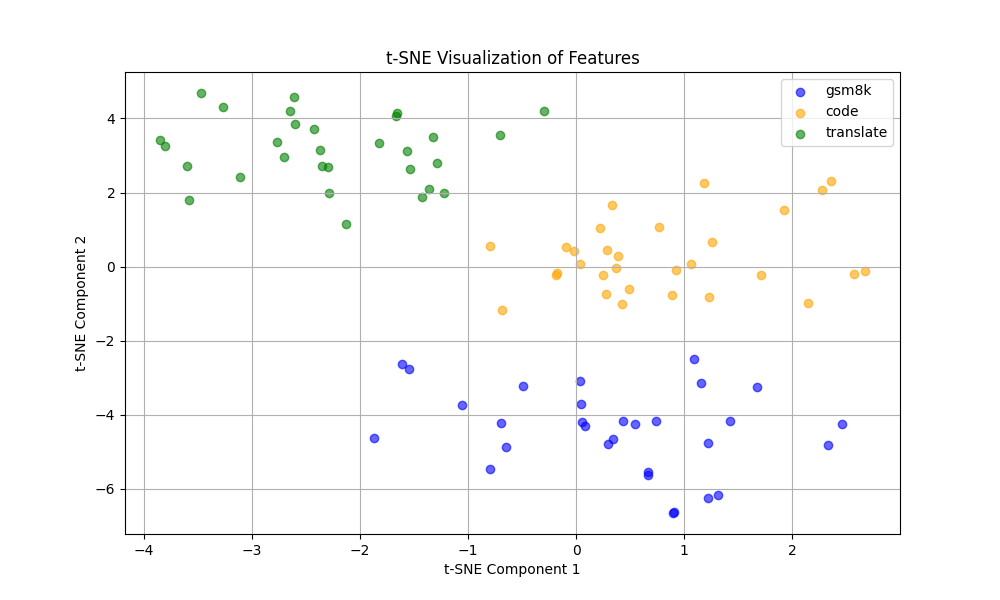 t-SNE Visualization of Features
gsm8k
code
translate
t-SNE Component 2
4
2
0
−2
−4
−6
−4
−3
−2
−1
0
1
2
t-SNE Component 1